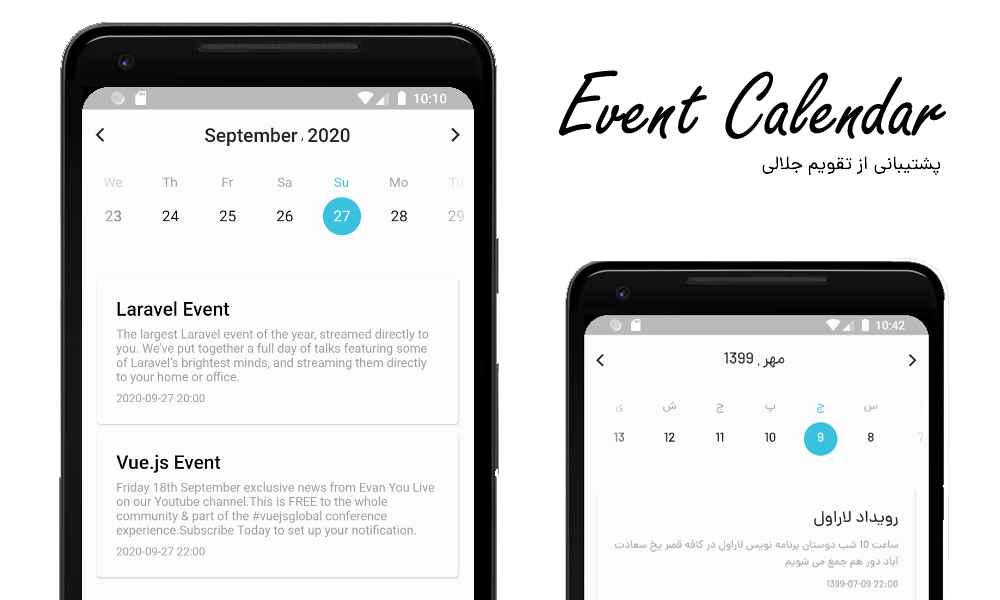 10:10
September , 2020
We Th Fr Sa Su Mo Tu
23 24 25 26 27 28 29
Laravel Event
The largest Laravel event of the year, streamed directly to
you. We've put together a full day of talks featuring some
of Laravel's brightest minds, and streaming them directly
to your home or office.
2020-09-27 20:00
Vue.js Event
Friday 18th September exclusive news from Evan You Live
on our Youtube channel.This is FREE to the whole
community & part of the #vuejsglobal conference
experience.Subscribe Today to set up your notification.
2020-09-27 22:00
Event Calendar
پشتیبانی از تقویم جلالی
10:42
مهر , 1399
س چ پ ج ش ی
7 8 9 10 11 12 13
رویداد لاراول
ساعت 10 شب دوستان برنامه نویس لاراول در کافه قصر یخ سعادت
آباد دور هم جمع می شویم
1399-07-09 22:00